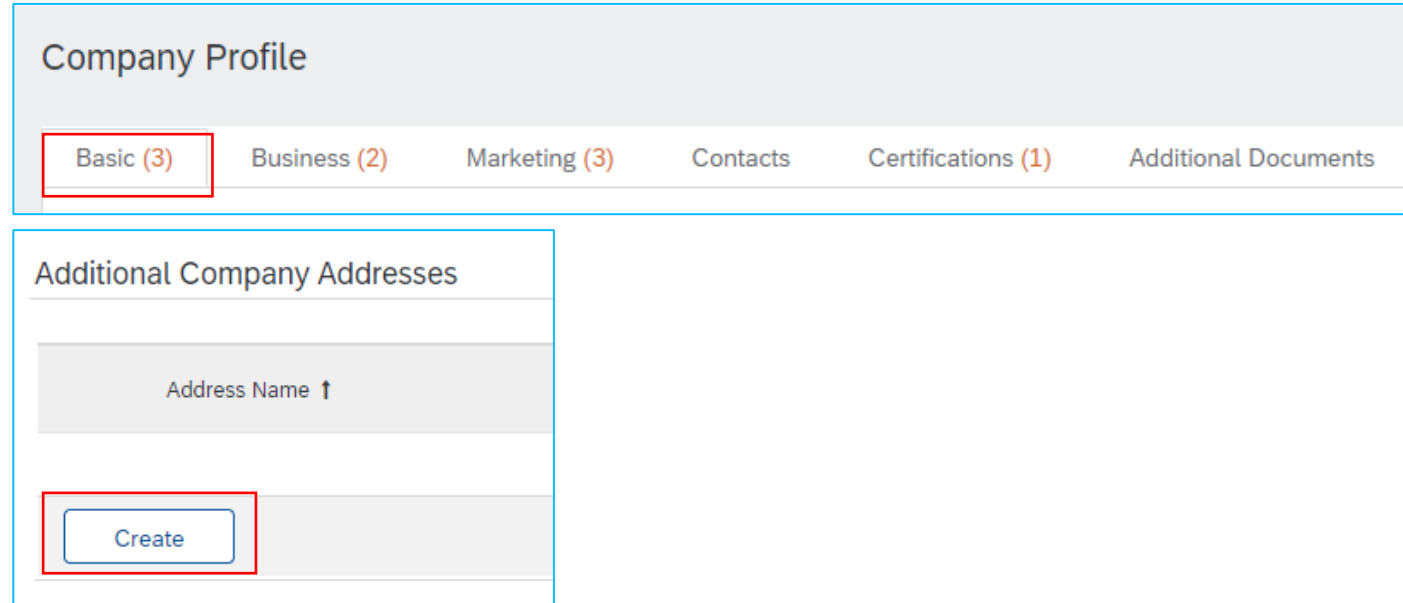 Company Profile
Basic (3) Business (2) Marketing (3) Contacts Certifications (1) Additional Documents
Additional Company Addresses
Address Name ↑
Create